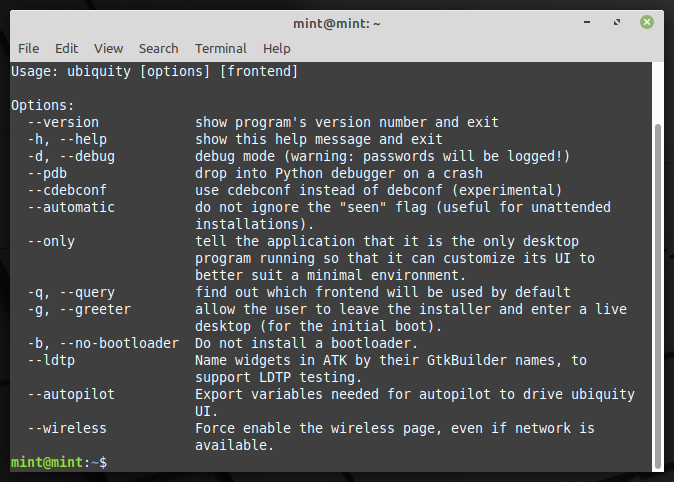 mint@mint: ~
File Edit View Search Terminal Help
Usage: ubiquity [options] [frontend]
Options:
--version show program's version number and exit
-h, --help show this help message and exit
-d, --debug debug mode (warning: passwords will be logged!)
--pdb drop into Python debugger on a crash
--cdebconf use cdebconf instead of debconf (experimental)
--automatic do not ignore the "seen" flag (useful for unattended
installations).
--only tell the application that it is the only desktop
program running so that it can customize its UI to
better suit a minimal environment.
-q, --query find out which frontend will be used by default
-g, --greeter allow the user to leave the installer and enter a live
desktop (for the initial boot).
-b, --no-bootloader Do not install a bootloader.
--ldtp Name widgets in ATK by their GtkBuilder names, to
support LDTP testing.
--autopilot Export variables needed for autopilot to drive ubiquity
UI.
--wireless Force enable the wireless page, even if network is
available.
mint@mint:~$